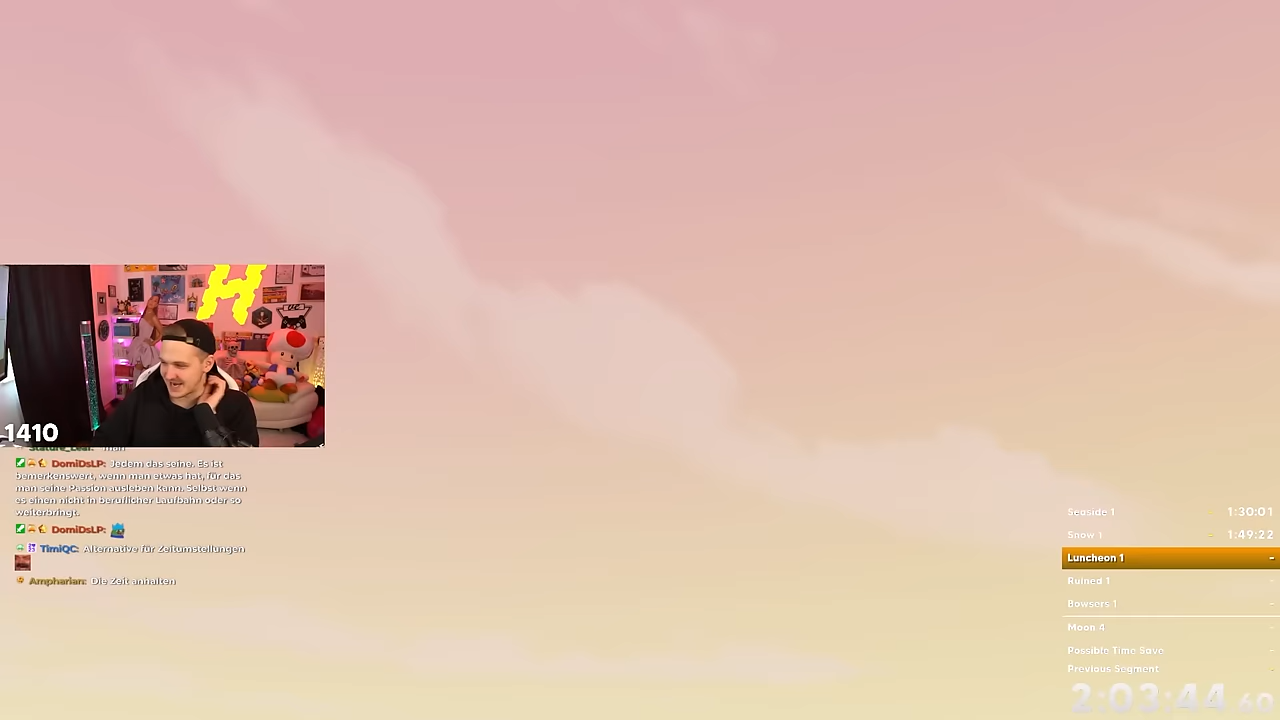 1410
DomiDsLP: Jedem das seine. Es ist
bemerkenswert, wenn man etwas hat, für das
man seine Passion ausleben kann. Selbst wenn
es einen nicht in beruflicher Laufbahn oder so
weiterbringt.
DomiDsLP:
TimiQC: Alternative für Zeitumstellungen
Ampharian: Die Zeit anhalten
Seaside 1 - 1:30:01
Snow 1 - 1:49:22
Luncheon 1 -
Ruined 1 -
Bowsers 1 -
Moon 4 -
Possible Time Save -
Previous Segment -
2:03:44.60